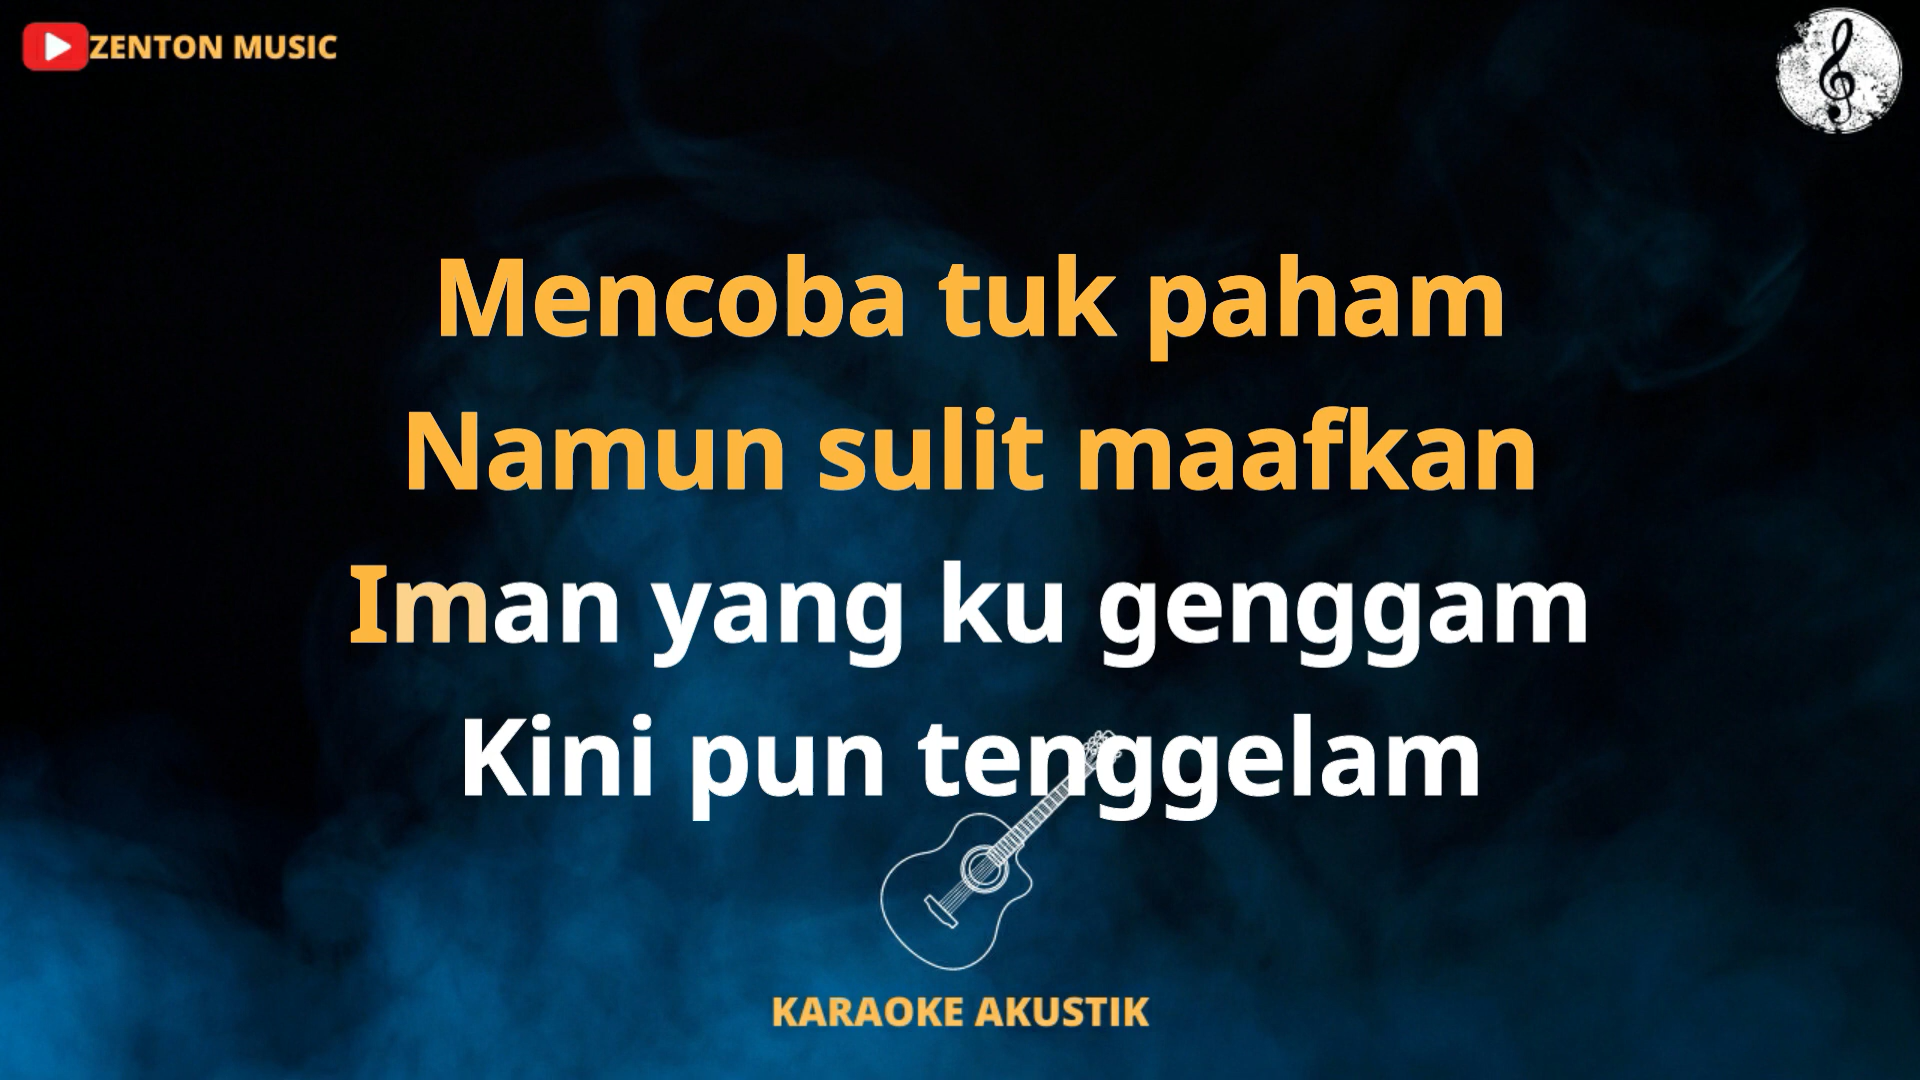 ZENTON MUSIC
Mencoba tuk paham
Namun sulit maafkan
Iman yang ku genggam
Kini pun tenggelam
KARAOKE AKUSTIK